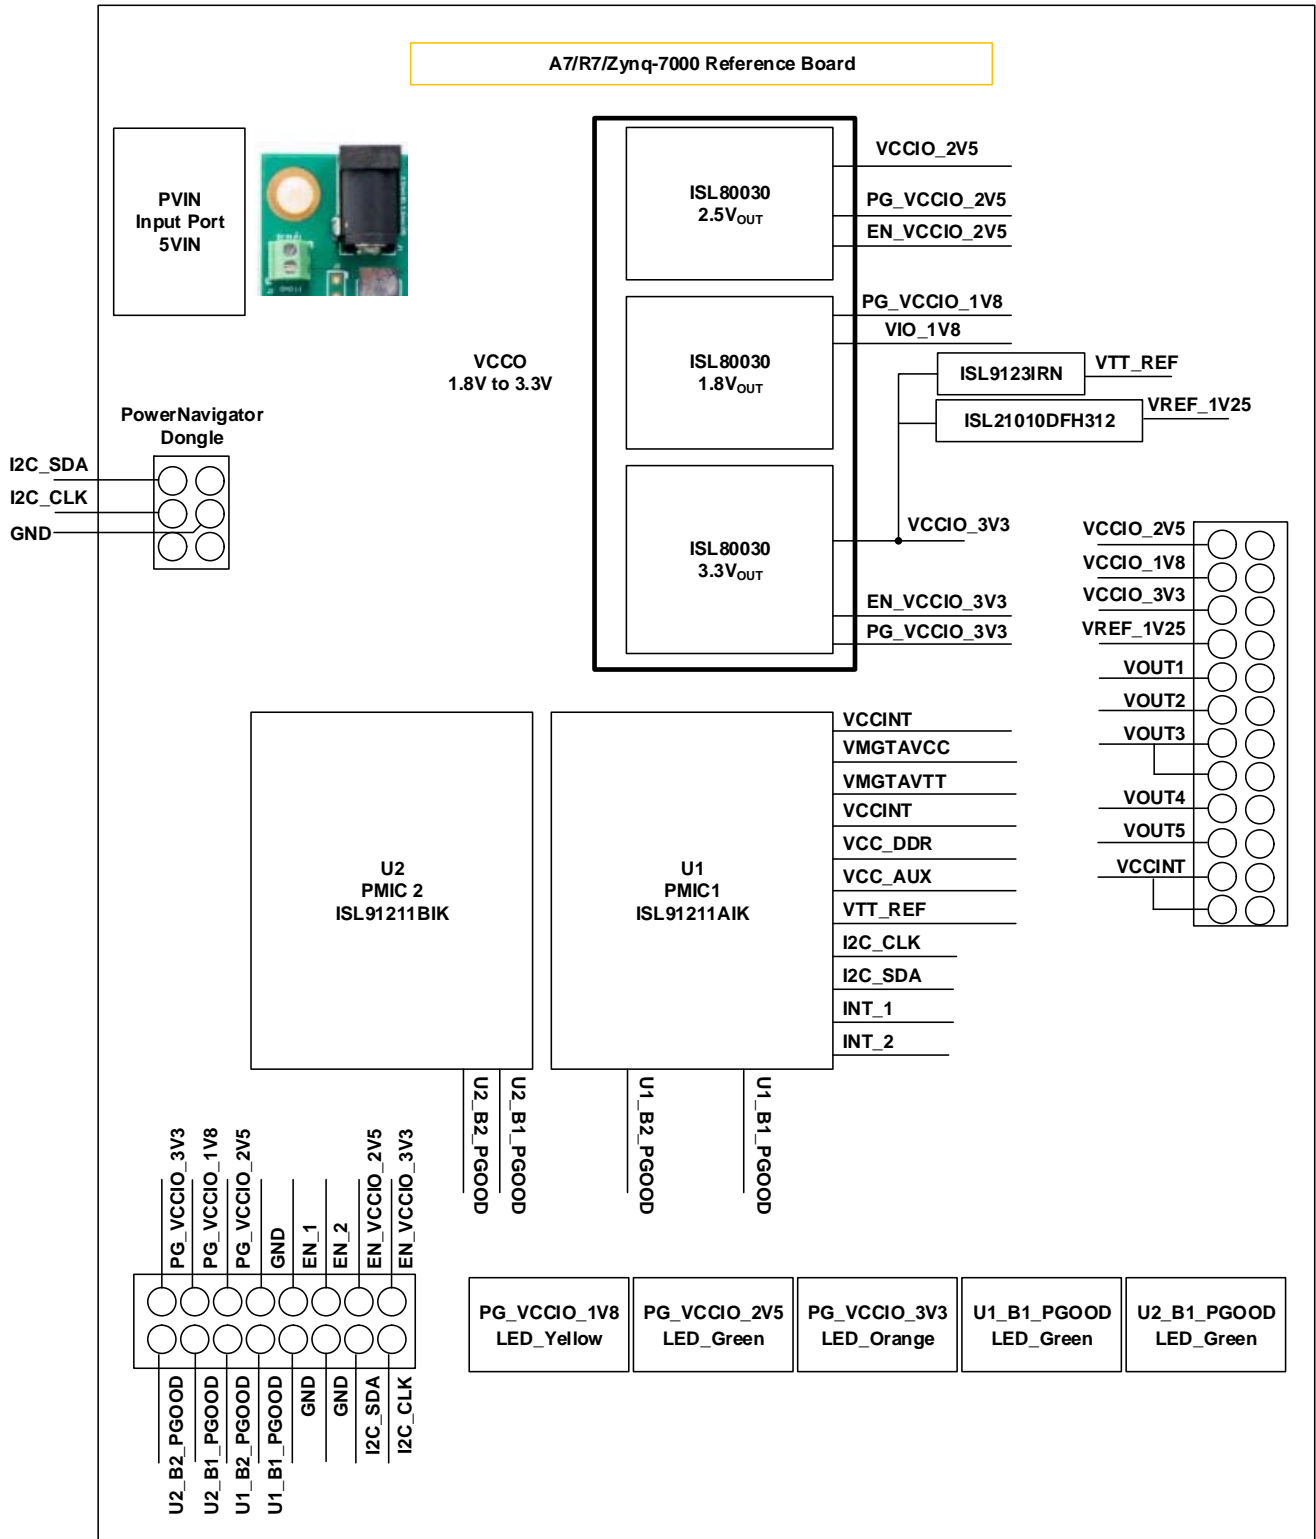 A7/R7/Zynq-7000 Reference Board
PVIN
Input Port
5VIN
ISL80030
2.5VOUT
VCCIO_2V5
PG_VCCIO_2V5
EN_VCCIO_2V5
VCCO
1.8V to 3.3V
ISL80030
1.8VOUT
PG_VCCIO_1V8
VIO_1V8
ISL9123IRN
VTT_REF
ISL21010DFH312
VREF_1V25
PowerNavigator
Dongle
I2C_SDA
I2C_CLK
GND
ISL80030
3.3VOUT
VCCIO_3V3
EN_VCCIO_3V3
PG_VCCIO_3V3
VCCIO_2V5
VCCIO_1V8
VCCIO_3V3
VREF_1V25
VOUT1
VOUT2
VOUT3
VOUT4
VOUT5
VCCINT
U2
PMIC 2
ISL91211BIK
U1
PMIC1
ISL91211AIK
VCCINT
VMGTAVCC
VMGTAVTT
VCCINT
VCC_DDR
VCC_AUX
VTT_REF
I2C_CLK
I2C_SDA
INT_1
INT_2
U2_B2_PGOOD
U2_B1_PGOOD
U1_B2_PGOOD
U1_B1_PGOOD
PG_VCCIO_3V3
PG_VCCIO_1V8
PG_VCCIO_2V5
GND
EN_1
EN_2
EN_VCCIO_2V5
EN_VCCIO_3V3
U2_B2_PGOOD
U2_B1_PGOOD
U1_B2_PGOOD
U1_B1_PGOOD
GND
GND
I2C_SDA
I2C_CLK
PG_VCCIO_1V8
LED_Yellow
PG_VCCIO_2V5
LED_Green
PG_VCCIO_3V3
LED_Orange
U1_B1_PGOOD
LED_Green
U2_B1_PGOOD
LED_Green